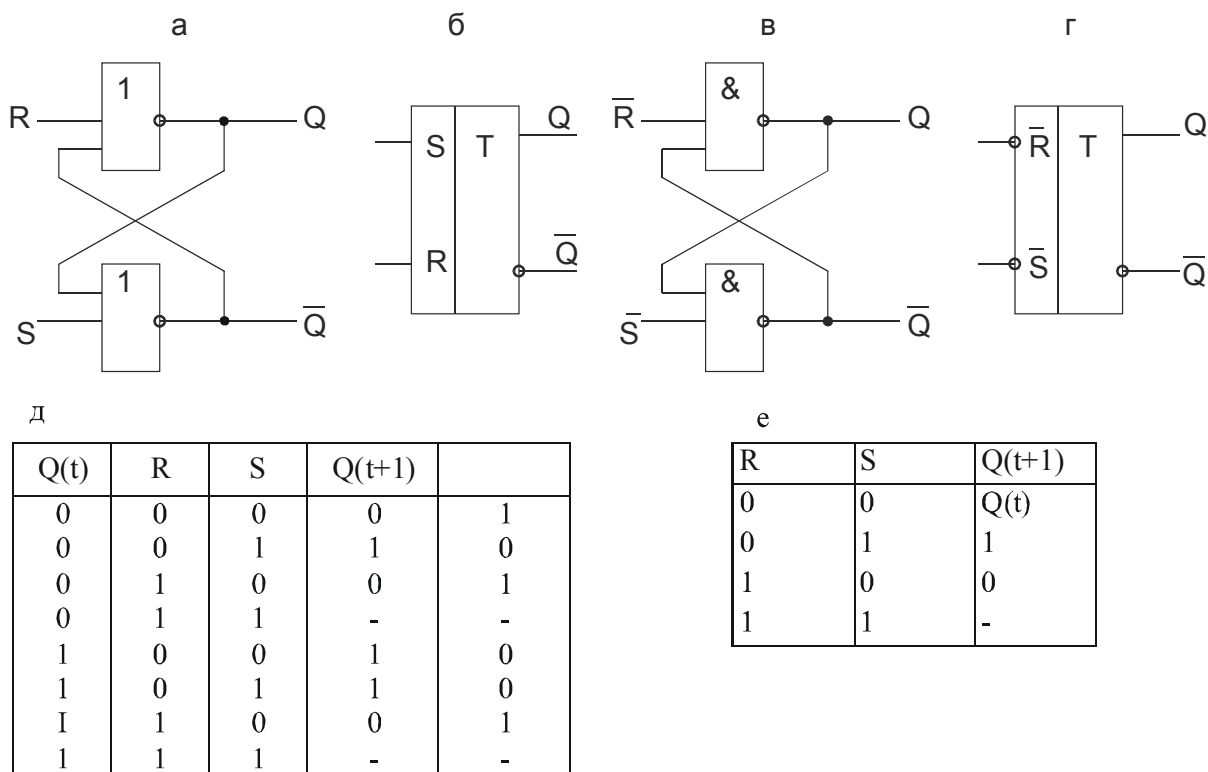 а б в г
1 & 
R Q S T Q R̅ Q R̅ T Q
R Q̅ S̅ Q̅
1 &
S Q̅ S̅ Q̅
д
е
Q(t) R S Q(t+1)
0 0 0 0 1
0 0 1 1 0
0 1 0 0 1
0 1 1 - -
1 0 0 1 0
1 0 1 1 0
I 1 0 0 1
1 1 1 - -
R S Q(t+1)
0 0 Q(t)
0 1 1
1 0 0
1 1 -